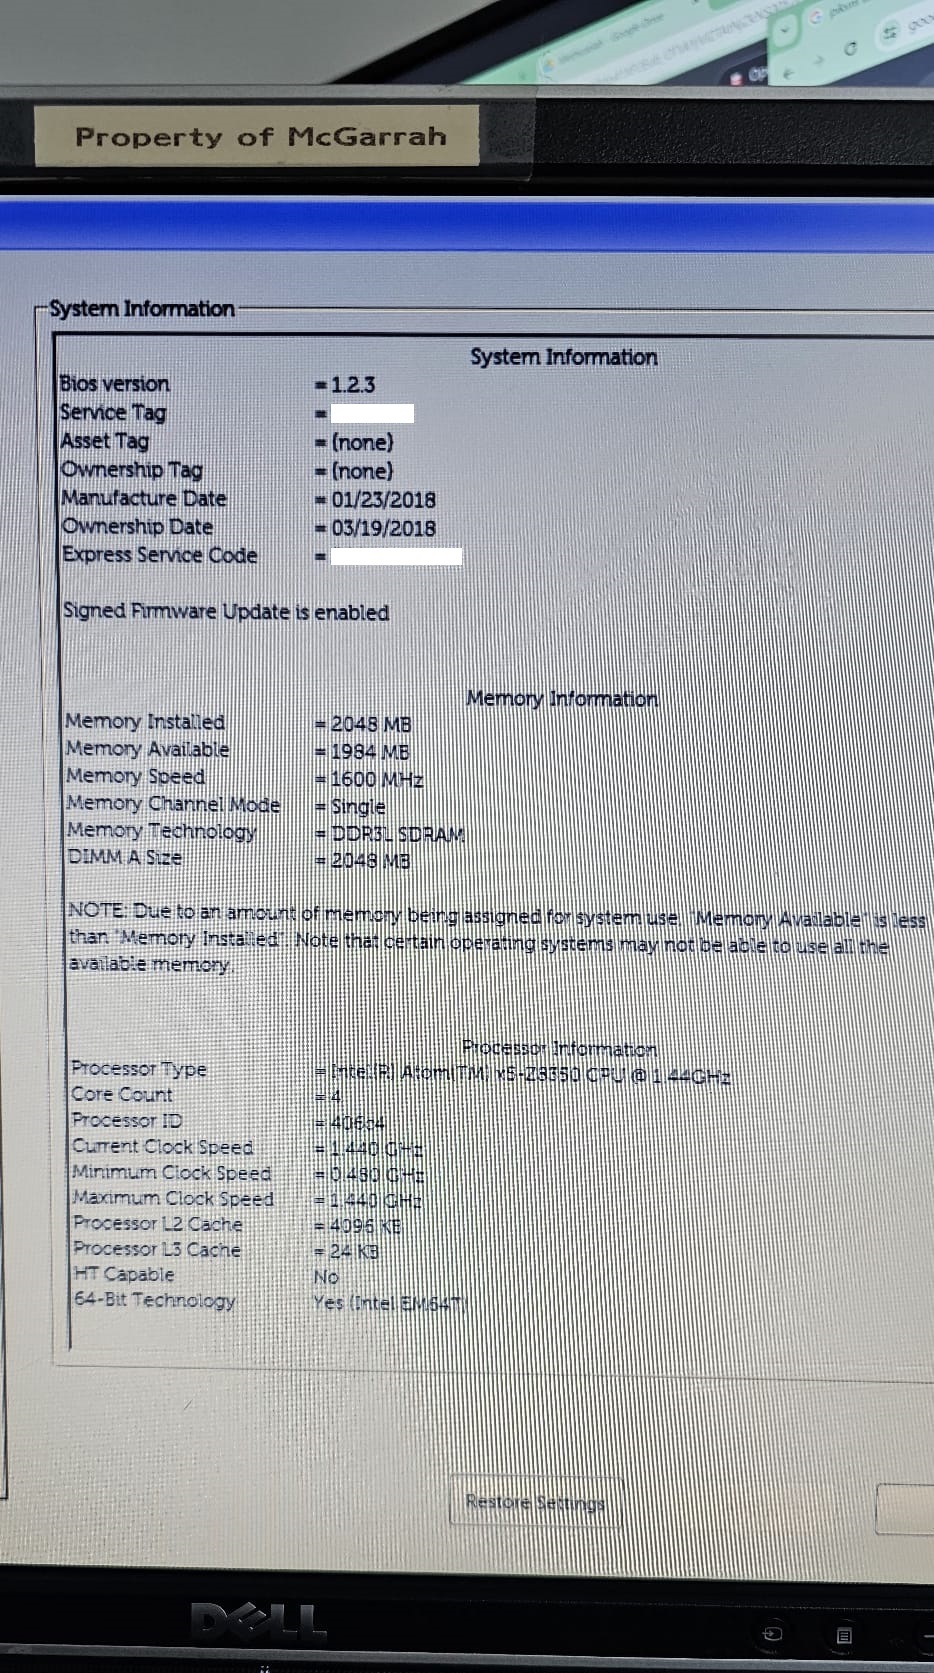 Property of McGarrah
System Information
System Information
Bios version = 1.2.3
Service Tag =
Asset Tag = (none)
Ownership Tag = (none)
Manufacture Date = 01/23/2018
Ownership Date = 03/19/2018
Express Service Code =
Signed Firmware Update is enabled
Memory Information
Memory Installed = 2048 MB
Memory Available = 1984 MB
Memory Speed = 1600 MHz
Memory Channel Mode = Single
Memory Technology = DDR3L SDRAM
DIMM A Size = 2048 MB
NOTE: Due to an amount of memory being assigned for system use, "Memory Available" is less
than "Memory Installed". Note that certain operating systems may not be able to use all the
available memory.
Processor Information
Processor Type = Intel(R) Atom(TM) x5-Z8350 CPU @ 1.44GHz
Core Count = 4
Processor ID = 406c4
Current Clock Speed = 1.440 GHz
Minimum Clock Speed = 0.480 GHz
Maximum Clock Speed = 1.440 GHz
Processor L2 Cache = 4096 KB
Processor L3 Cache = 24 KB
HT Capable No
64-Bit Technology Yes (Intel EM64T)
Restore Settings
DELL